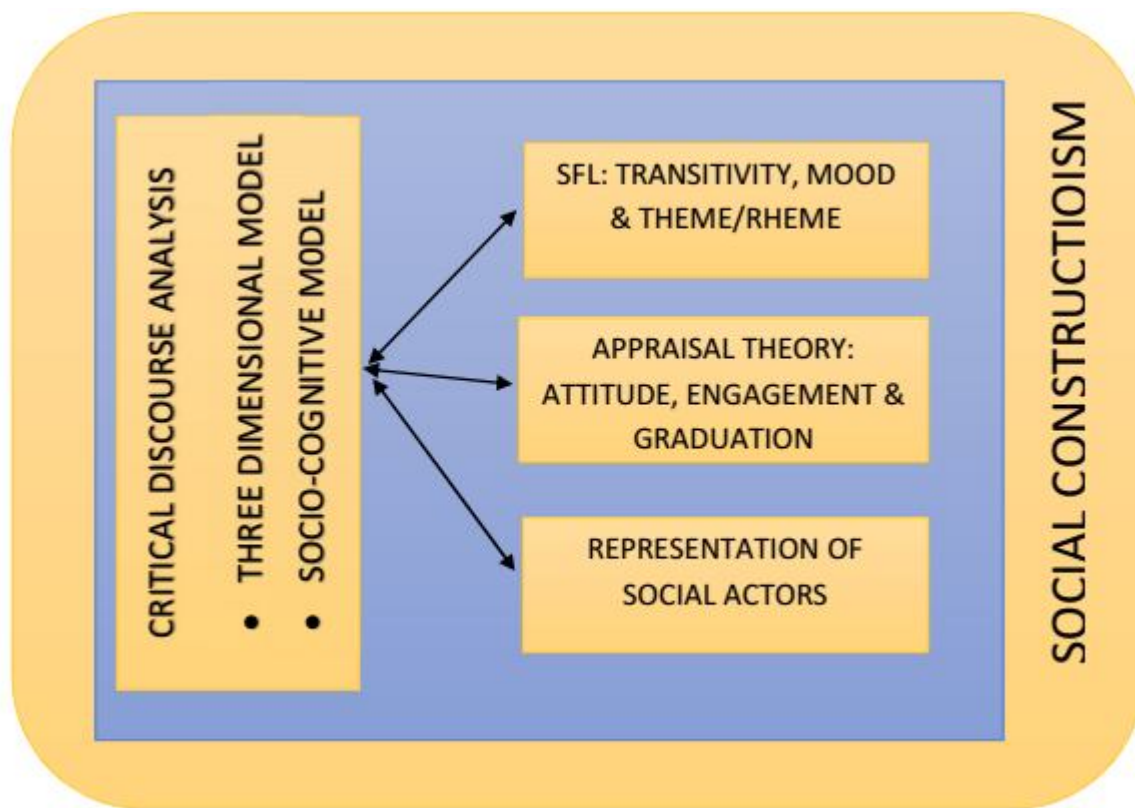 CRITICAL DISCOURSE ANALYSIS
• THREE DIMENSIONAL MODEL
• SOCIO-COGNITIVE M0DEL
SFL: TRANSITIVITY, MOOD
& THEME/RHEME
APPRAISAL THEORY:
ATTITUDE, ENGAGEMENT &
GRADUATION
REPRESENTATION OF
SOCIAL ACTORS
SOCIAL CONSTRUCTIOISM